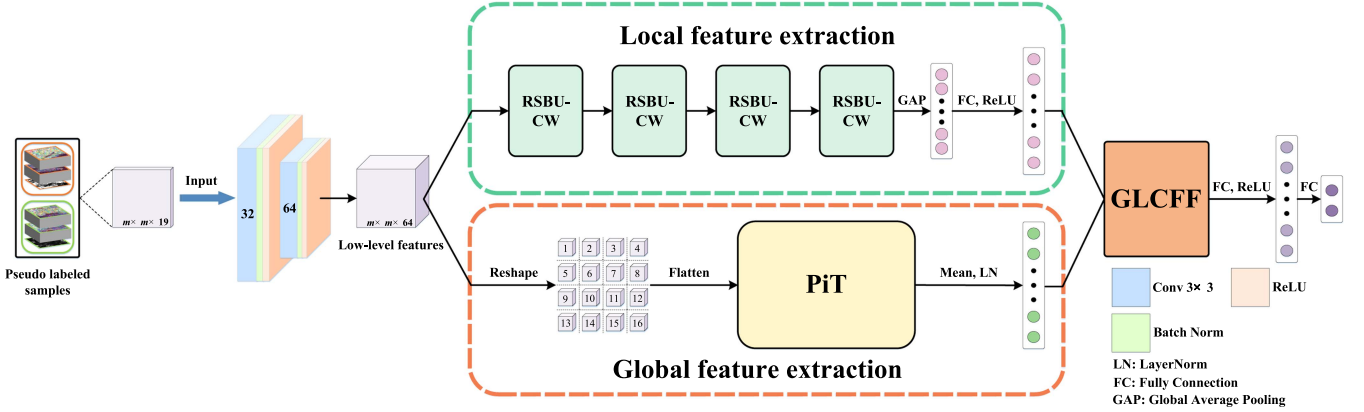 Local feature extraction
RSBU-
CW
RSBU-
CW
RSBU-
CW
RSBU-
CW
GAP
FC, ReLU
Pseudo labeled
samples
m× m× 19
Input
32
64
m× m× 64
Low-level features
Reshape
1 2 3 4
5 6 7 8
9 10 11 12
13 14 15 16
Flatten
PiT
Mean, LN
Global feature extraction
GLCFF
FC, ReLU
FC
Conv 3× 3
ReLU
Batch Norm
LN: LayerNorm
FC: Fully Connection
GAP: Global Average Pooling